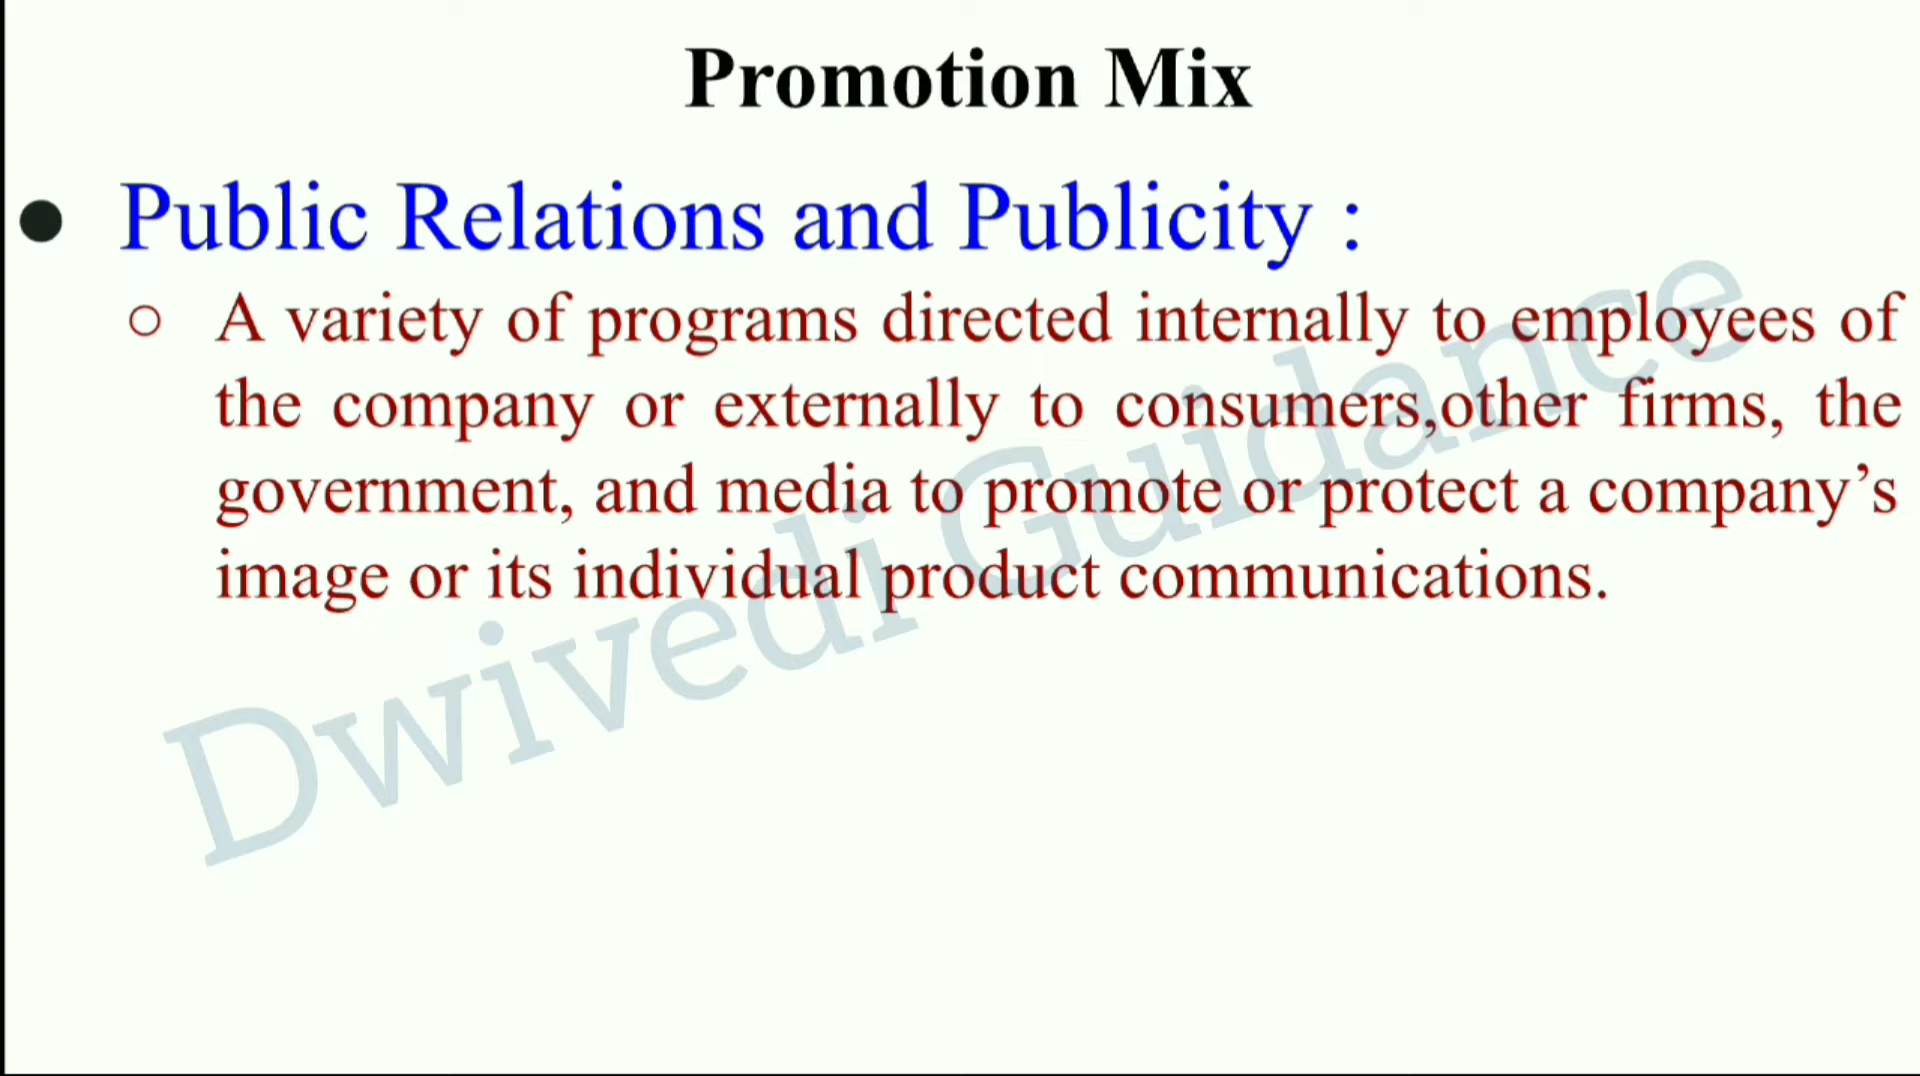 Promotion Mix
● Public Relations and Publicity :
○ A variety of programs directed internally to employees of
the company or externally to consumers,other firms, the
government, and media to promote or protect a company’s
image or its individual product communications.
Dwivedi Guidance